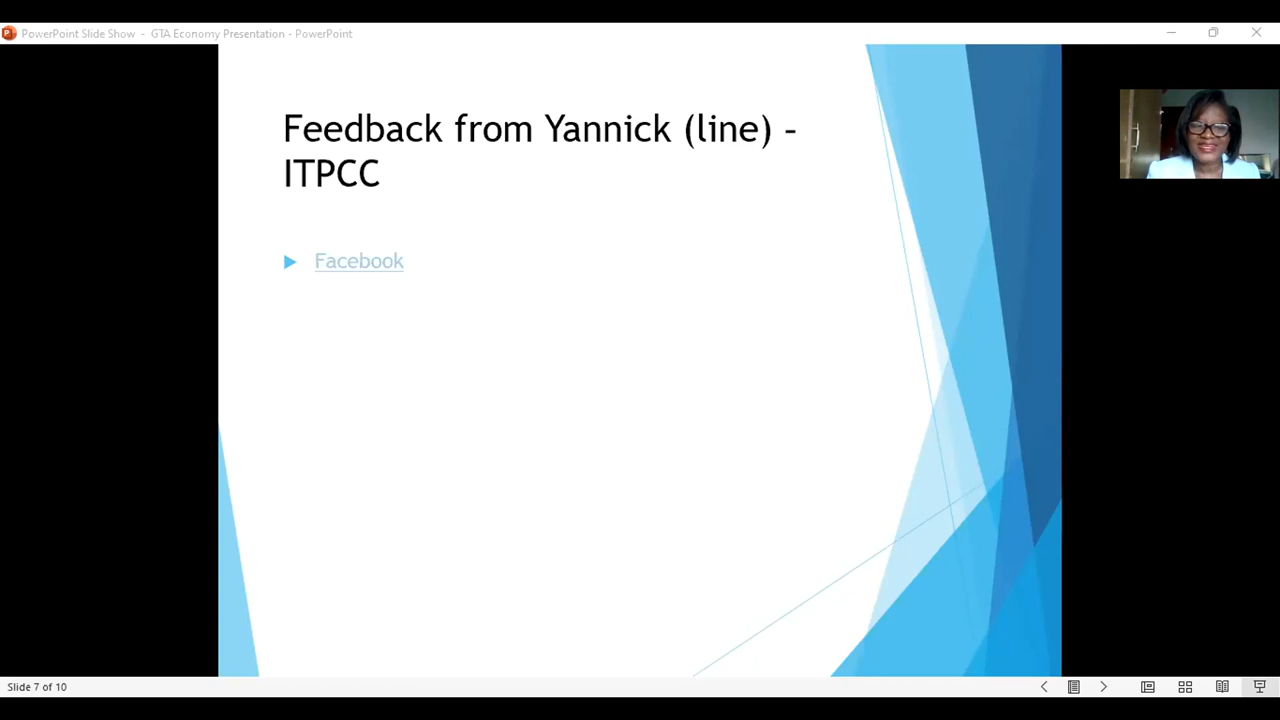 PowerPoint Slide Show - GTA Economy Presentation - PowerPoint
Feedback from Yannick (line) -
ITPCC
Facebook
Slide 7 of 10